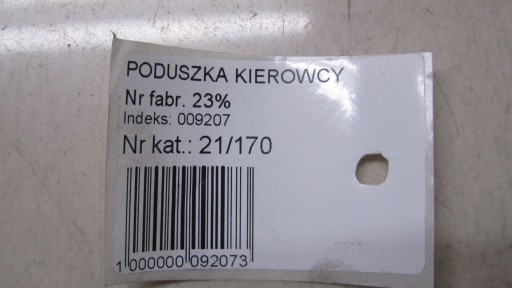 PODUSZKA KIEROWCY
Nr fabr. 23%
Indeks: 009207
Nr kat.: 21/170
1 000000 092073